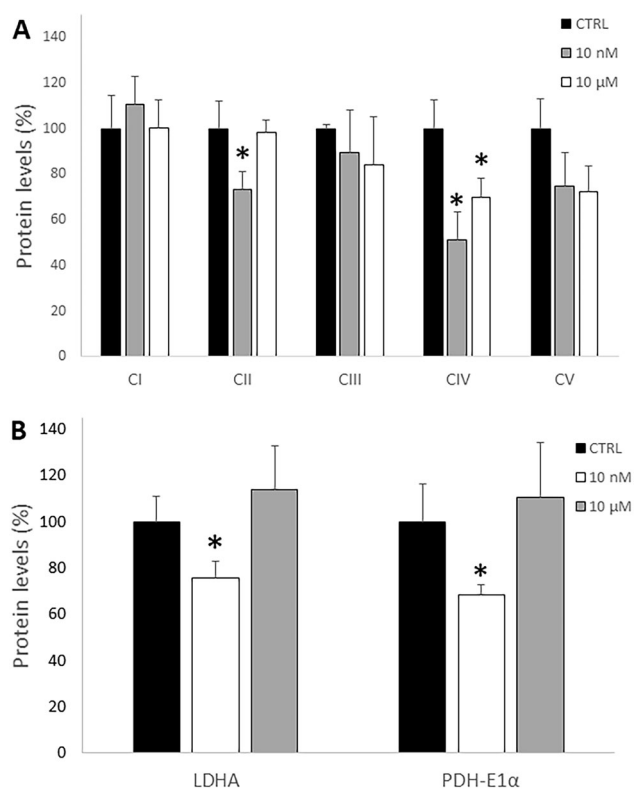 A
Protein levels (%)
140
120
100
80
60
40
20
0
CTRL
10 nM
10 µM
*
*
*
CI CII CIII CIV CV
B
Protein levels (%)
140
120
100
80
60
40
20
0
CTRL
10 nM
10 µM
*
*
LDHA PDH-E1α